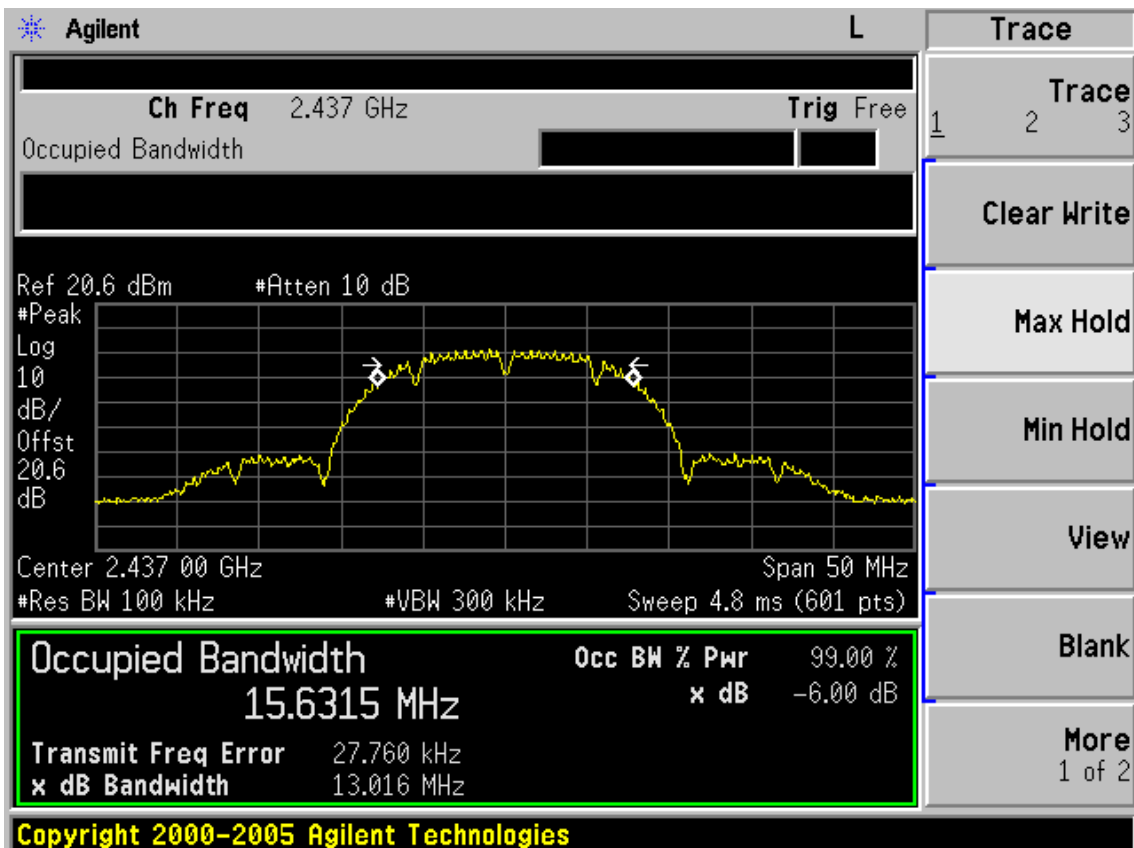 Agilent L Trace
Ch Freq 2.437 GHz Trig Free
Occupied Bandwidth
Trace
1 2 3
Clear Write
Max Hold
Min Hold
View
Blank
More
1 of 2
Ref 20.6 dBm #Atten 10 dB
#Peak
Log
10
dB/
Offst
20.6
dB
Center 2.437 00 GHz Span 50 MHz
#Res BW 100 kHz #VBW 300 kHz Sweep 4.8 ms (601 pts)
Occupied Bandwidth Occ BW % Pwr 99.00 %
15.6315 MHz x dB -6.00 dB
Transmit Freq Error 27.760 kHz
x dB Bandwidth 13.016 MHz
Copyright 2000-2005 Agilent Technologies